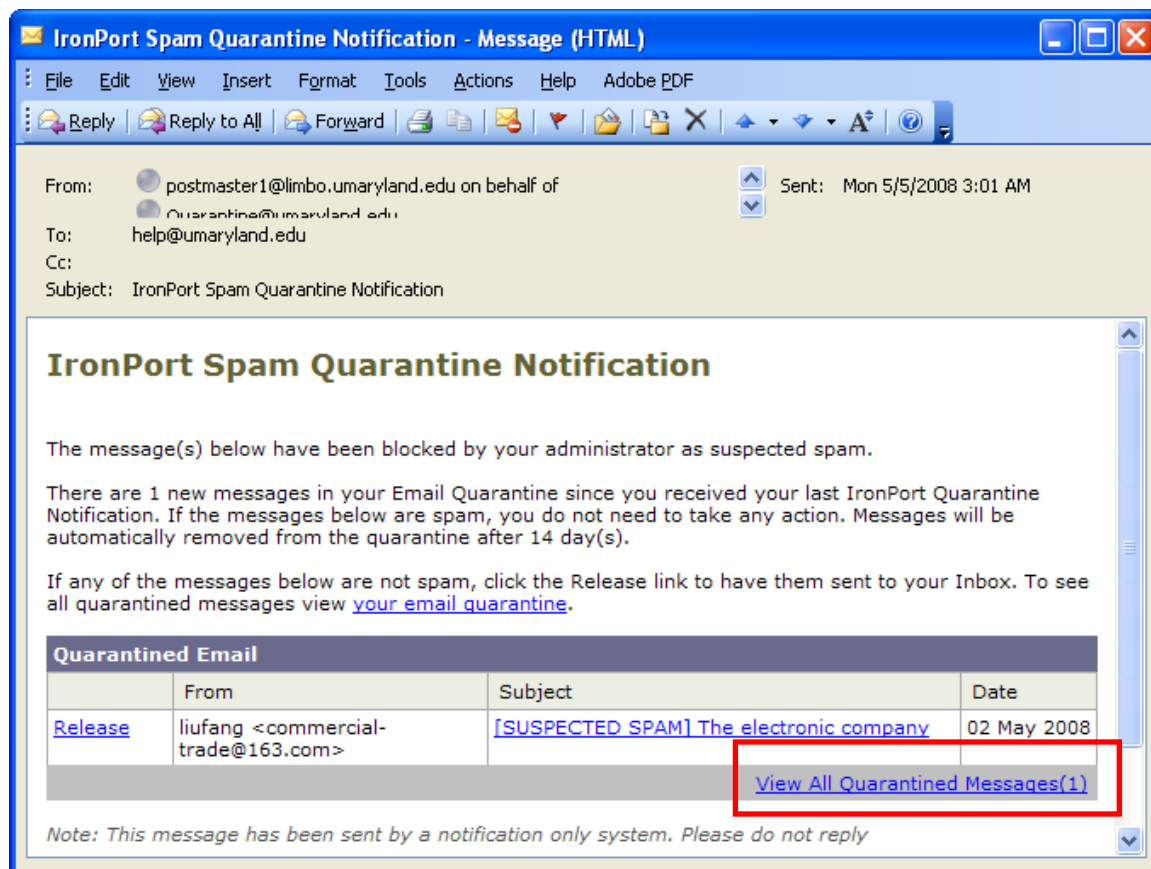 IronPort Spam Quarantine Notification - Message (HTML)
File Edit View Insert Format Tools Actions Help Adobe PDF
Reply Reply to All Forward
From: postmaster1@limbo.umaryland.edu on behalf of Sent: Mon 5/5/2008 3:01 AM
Quarantine@umaryland.edu
To: help@umaryland.edu
Cc:
Subject: IronPort Spam Quarantine Notification
IronPort Spam Quarantine Notification
The message(s) below have been blocked by your administrator as suspected spam.
There are 1 new messages in your Email Quarantine since you received your last IronPort Quarantine
Notification. If the messages below are spam, you do not need to take any action. Messages will be
automatically removed from the quarantine after 14 day(s).
If any of the messages below are not spam, click the Release link to have them sent to your Inbox. To see
all quarantined messages view your email quarantine.
Quarantined Email
From Subject Date
Release liufang <commercial- [SUSPECTED SPAM] The electronic company 02 May 2008
trade@163.com>
View All Quarantined Messages(1)
Note: This message has been sent by a notification only system. Please do not reply